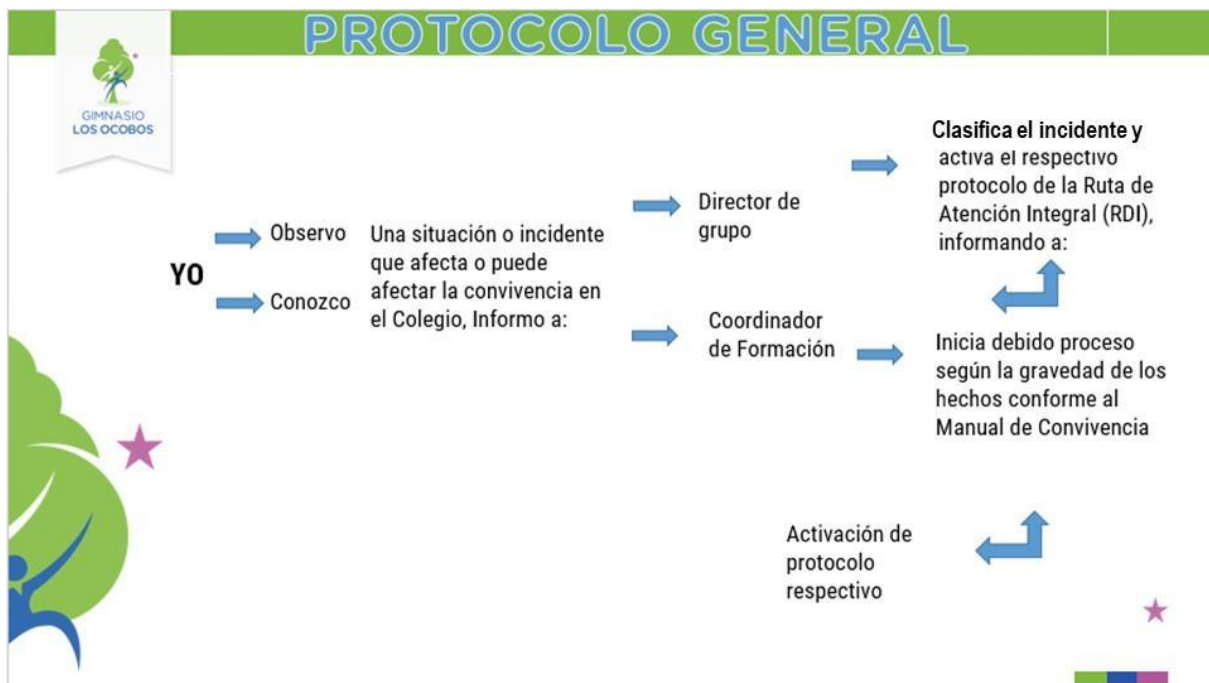 PROTOCOLO GENERAL
GIMNASIO
LOS OCOBOS
YO
Observo
Conozco
Una situación o incidente
que afecta o puede
afectar la convivencia en
el Colegio, Informo a:
Director de
grupo
Clasifica el incidente y
activa el respectivo
protocolo de la Ruta de
Atención Integral (RDI),
informando a:
Coordinador
de Formación
Inicia debido proceso
según la gravedad de los
hechos conforme al
Manual de Convivencia
Activación de
protocolo
respectivo